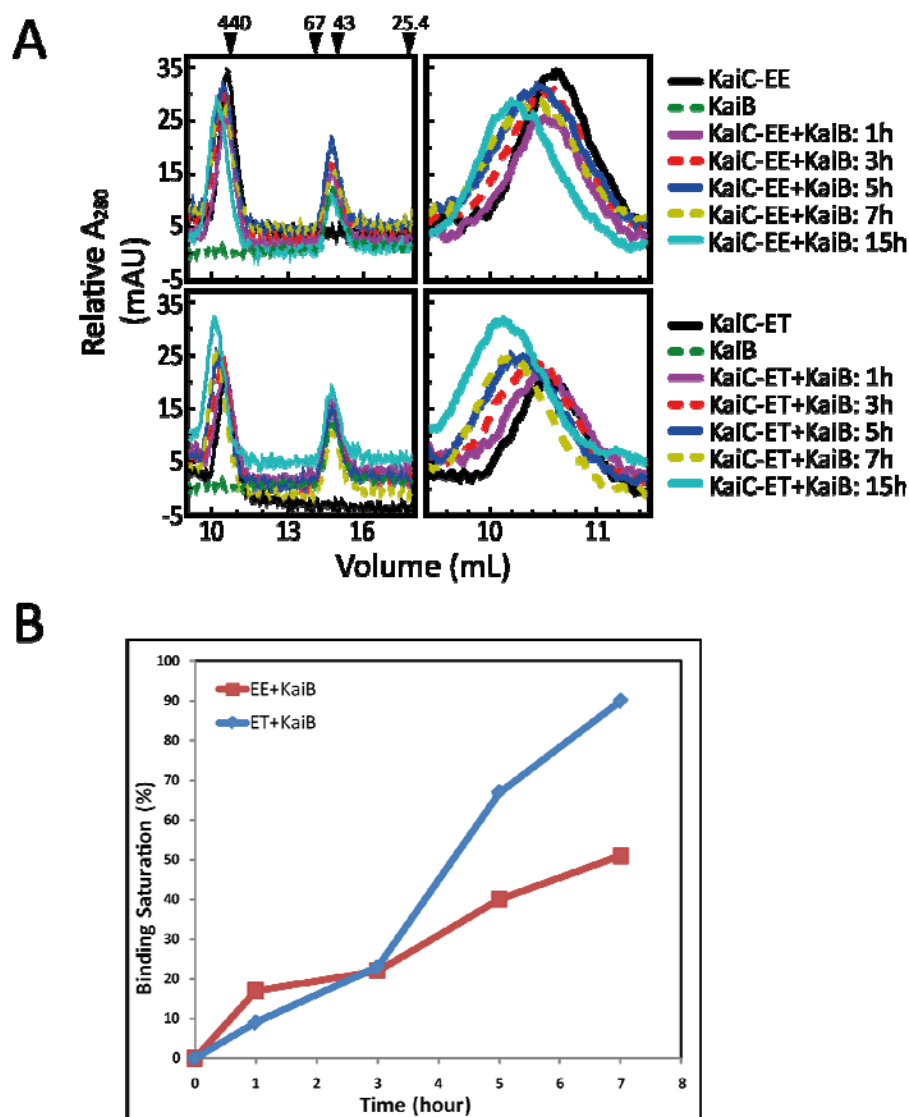 A
440 67 43 25.4
35
25
15
5
-5
KaiC-EE
KaiB
KaiC-EE+KaiB: 1h
KaiC-EE+KaiB: 3h
KaiC-EE+KaiB: 5h
KaiC-EE+KaiB: 7h
KaiC-EE+KaiB: 15h
Relative A280
(mAU)
35
25
15
5
-5
KaiC-ET
KaiB
KaiC-ET+KaiB: 1h
KaiC-ET+KaiB: 3h
KaiC-ET+KaiB: 5h
KaiC-ET+KaiB: 7h
KaiC-ET+KaiB: 15h
10 13 16 10 11
Volume (mL)
B
100
90
80
70
60
50
40
30
20
10
0
EE+KaiB
ET+KaiB
Binding Saturation (%)
0 1 2 3 4 5 6 7 8
Time (hour)